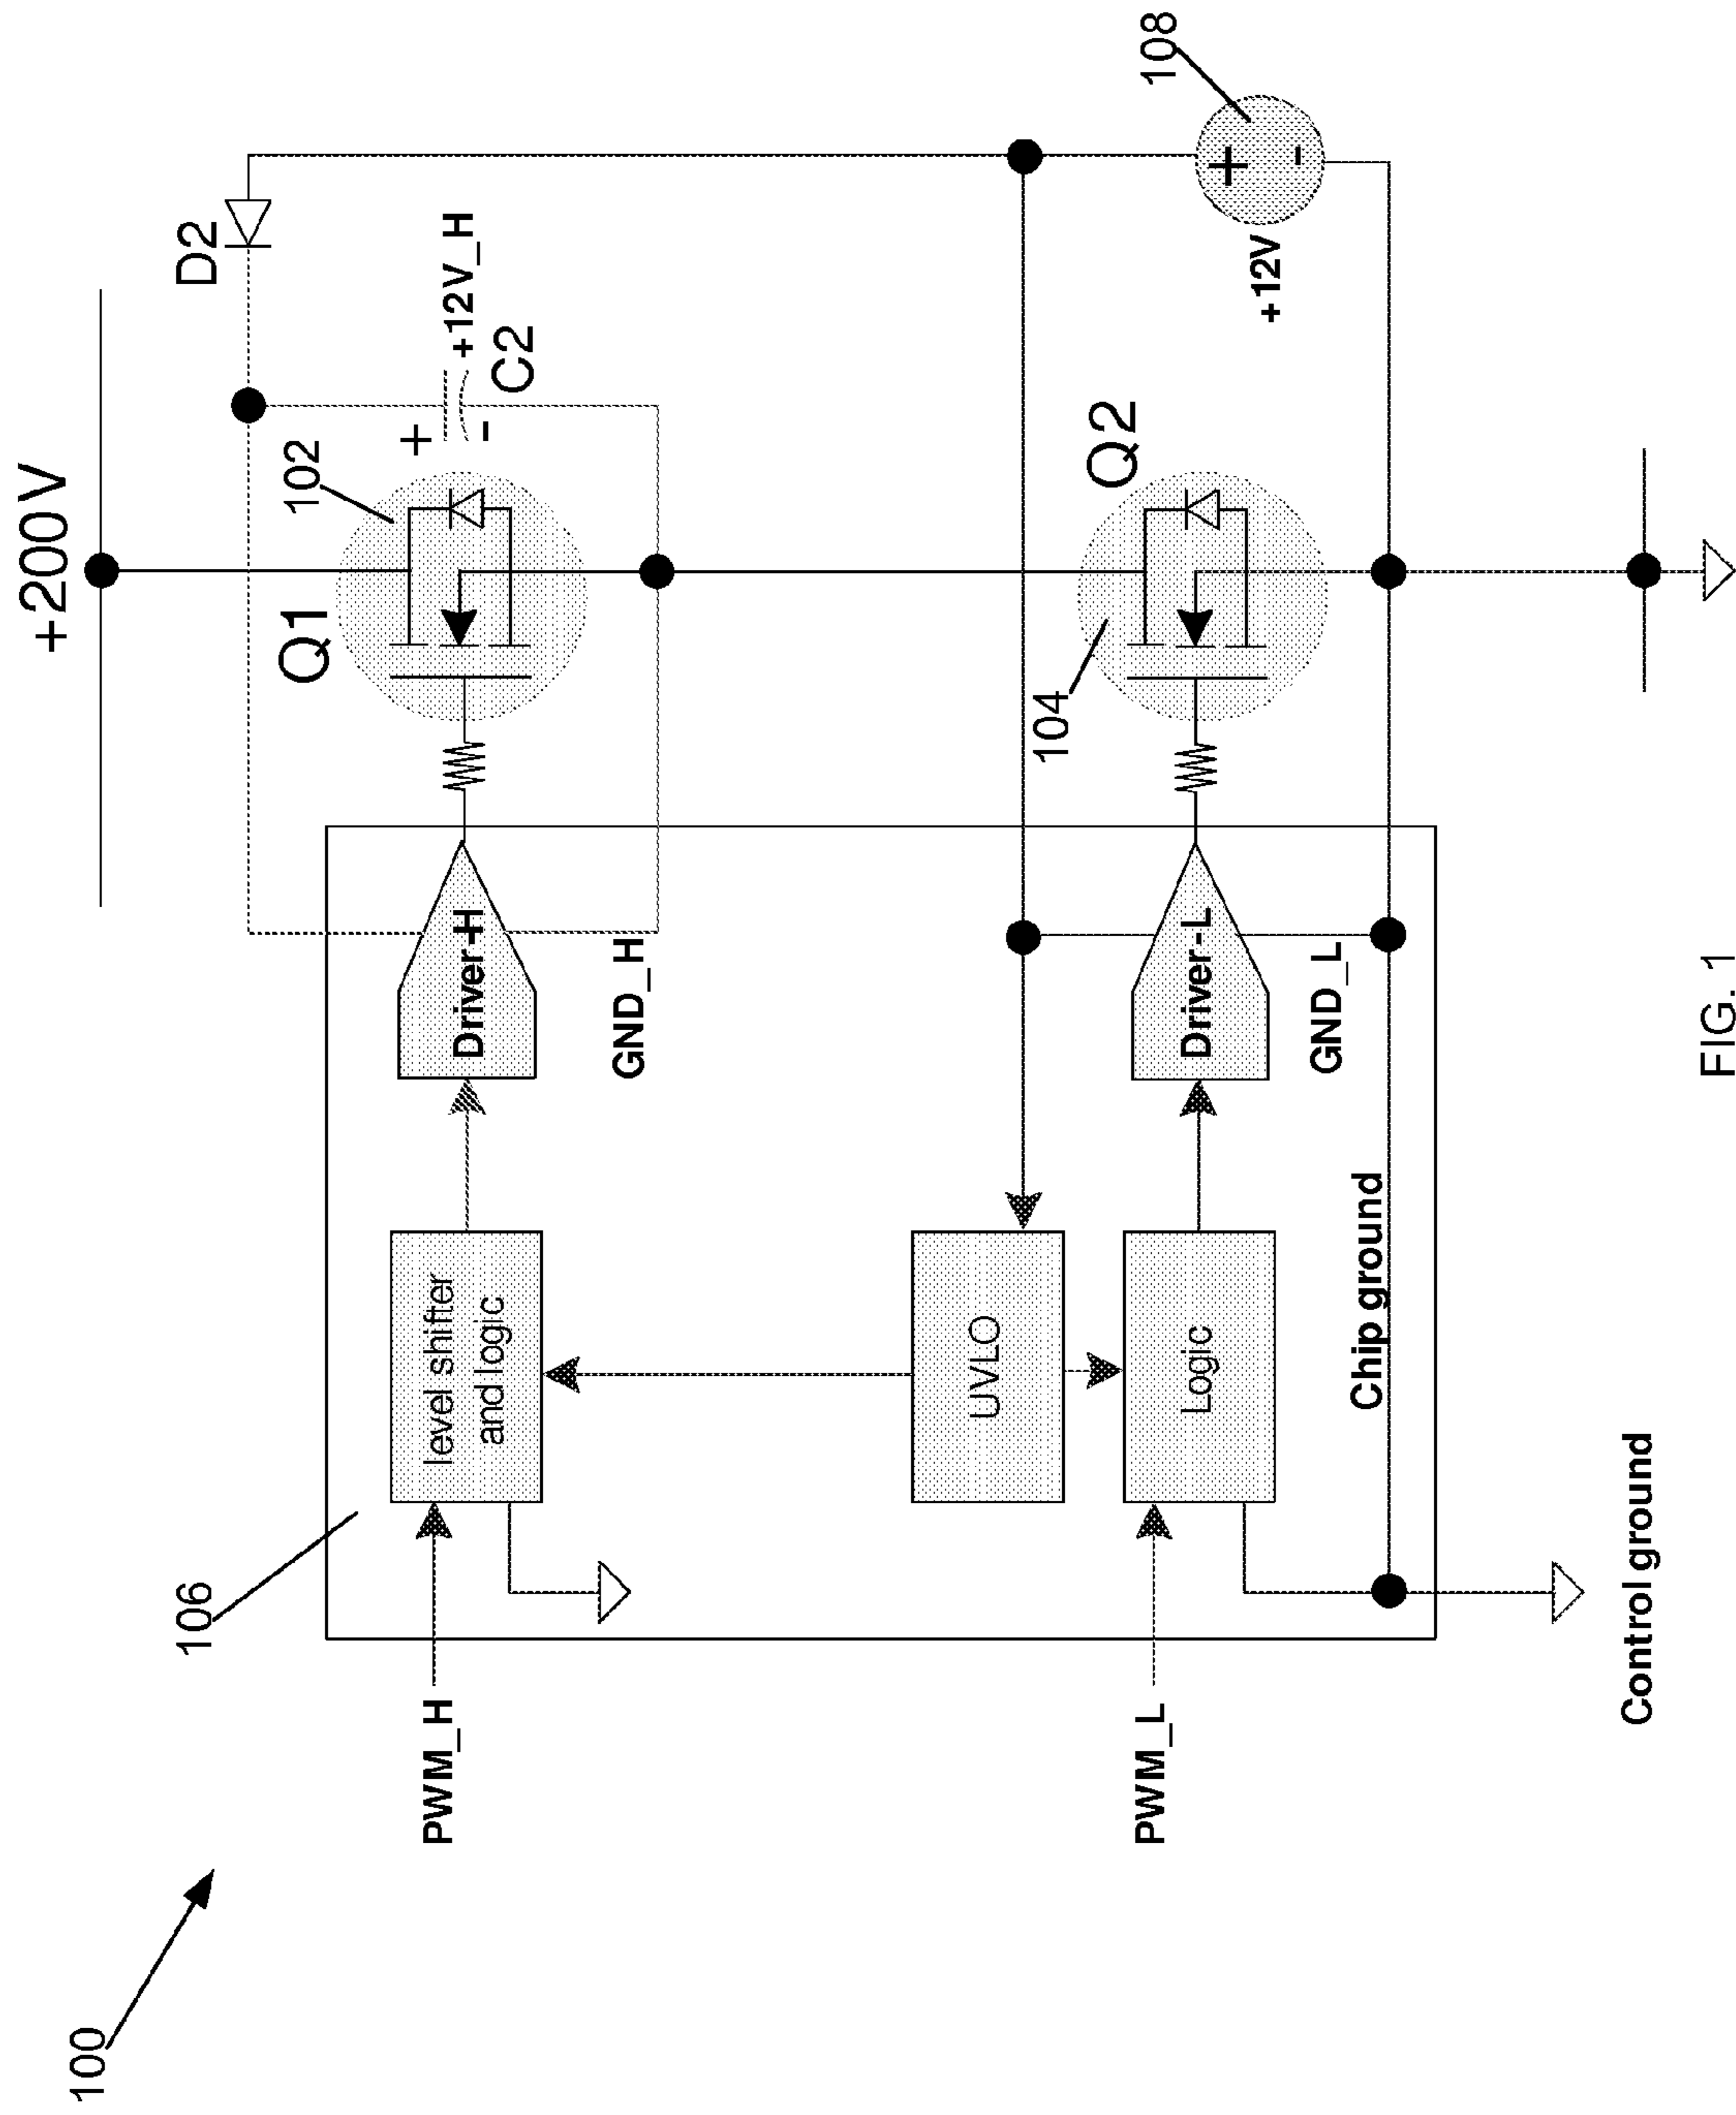 100
106
PWM_H
level shifter
and logic
Driver-H
GND_H
+200V
Q1
102
D2
+
-
+12V_H
C2
UVLO
PWM_L
Logic
Driver-L
GND_L
104
Q2
108
+
-
+12V
Chip ground
Control ground
FIG. 1